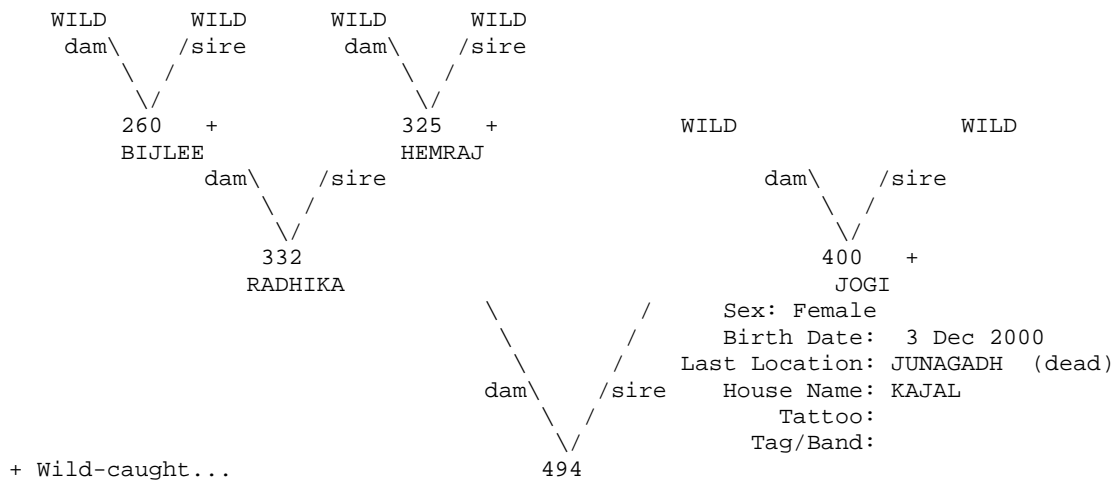 WILD WILD WILD WILD
dam\ /sire dam\ /sire
\ / \ /
\/ \/
260 + 325 + WILD WILD
BIJLEE HEMRAJ
dam\ /sire dam\ /sire
\ / \ /
\/ \/
332 400 +
RADHIKA JOGI
\ / Sex: Female
\ / Birth Date: 3 Dec 2000
\ / Last Location: JUNAGADH (dead)
dam\ /sire House Name: KAJAL
\ / Tattoo:
\/ Tag/Band:
+ Wild-caught... 494